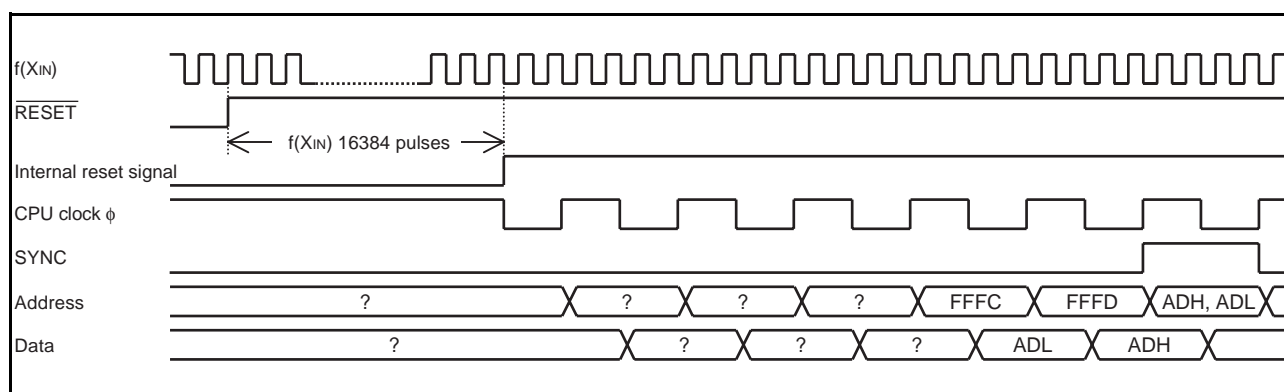 f(XIN)
RESET
f(XIN) 16384 pulses
Internal reset signal
CPU clock ϕ
SYNC
Address ? ? ? ? FFFC FFFD ADH, ADL
Data ? ? ? ? ADL ADH